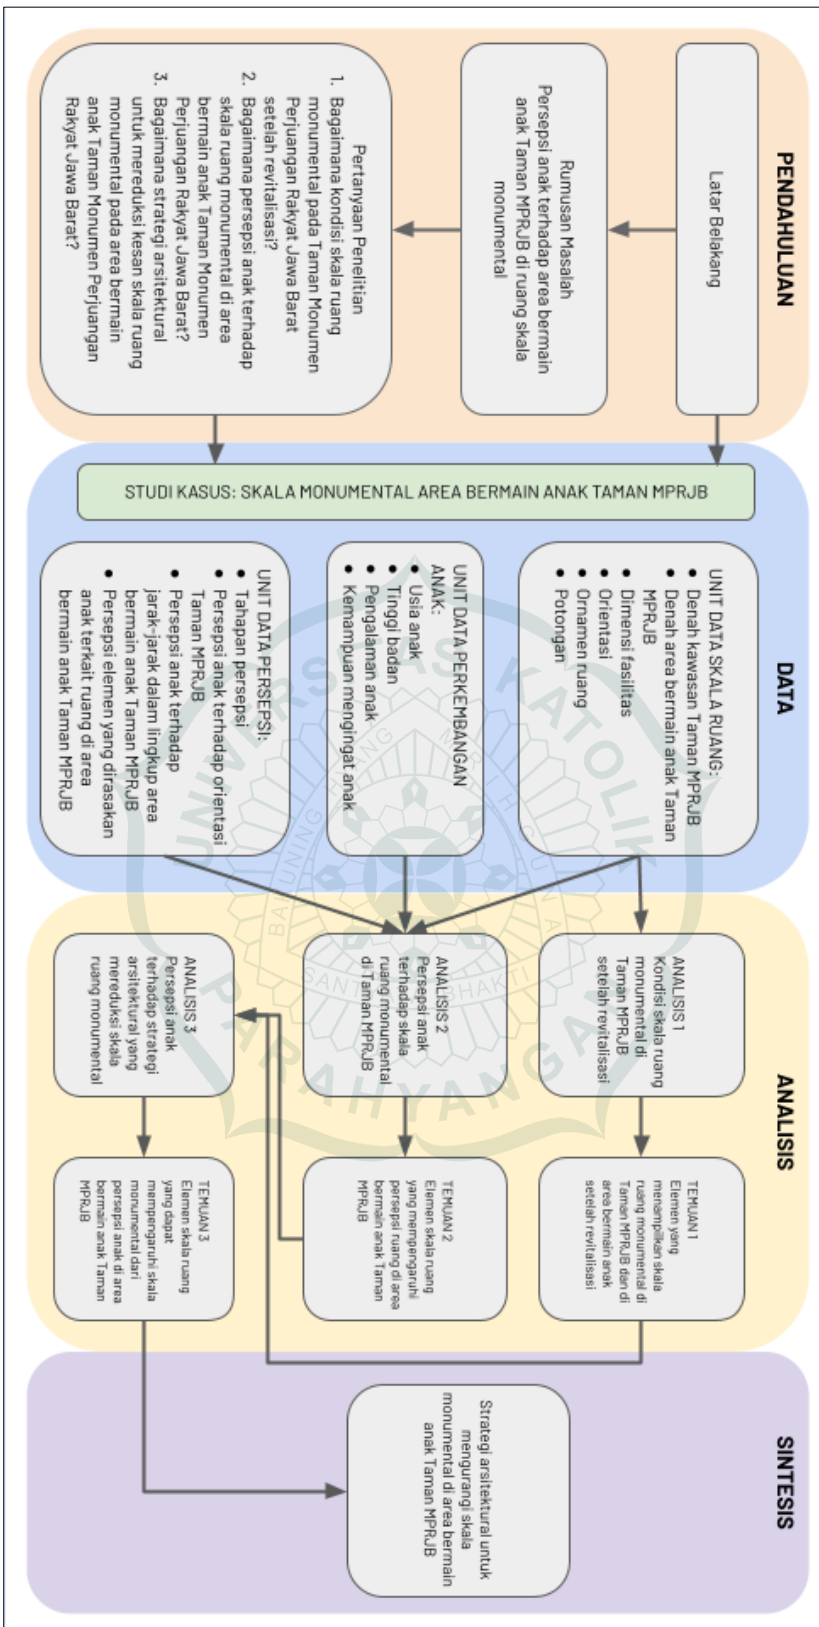 PENDAHULUAN
Latar Belakang
Rumusan Masalah
Persepsi anak terhadap area bermain
anak Taman MPRJB di ruang skala
monumental
Pertanyaan Penelitian
1. Bagaimana kondisi skala ruang
monumental pada Taman Monumen
Perjuangan Rakyat Jawa Barat
setelah revitalisasi?
2. Bagaimana persepsi anak terhadap
skala ruang monumental di area
bermain anak Taman Monumen
Perjuangan Rakyat Jawa Barat?
3. Bagaimana strategi arsitektural
untuk mereduksi kesan skala ruang
monumental pada area bermain
anak Taman Monumen Perjuangan
Rakyat Jawa Barat?
DATA
STUDI KASUS: SKALA MONUMENTAL AREA BERMAIN ANAK TAMAN MPRJB
UNIT DATA SKALA RUANG:
● Denah kawasan Taman MPRJB
● Denah area bermain anak Taman
MPRJB
● Dimensi fasilitas
● Orientasi
● Ornamen ruang
● Potongan
UNIT DATA PERKEMBANGAN
ANAK:
● Usia anak
● Tinggi badan
● Pengalaman anak
● Kemampuan mengingat anak
UNIT DATA PERSEPSI:
● Tahapan persepsi
● Persepsi anak terhadap orientasi
Taman MPRJB
● Persepsi anak terhadap
jarak-jarak dalam lingkup area
bermain anak Taman MPRJB
● Persepsi elemen yang dirasakan
anak terkait ruang di area
bermain anak Taman MPRJB
ANALISIS
ANALISIS 1
Kondisi skala ruang
monumental di
Taman MPRJB
setelah revitalisasi
TEMUAN 1
Elemen yang
menampilkan skala
ruang monumental di
Taman MPRJB dan di
area bermain anak
setelah revitalisasi
ANALISIS 2
Persepsi anak
terhadap skala
ruang monumental
di Taman MPRJB
TEMUAN 2
Elemen skala ruang
yang mempengaruhi
persepsi ruang di area
bermain anak Taman
MPRJB
ANALISIS 3
Persepsi anak
terhadap strategi
arsitektural yang
mereduksi skala
ruang monumental
TEMUAN 3
Elemen skala ruang
yang dapat
mempengaruhi skala
monumental dari
persepsi anak di area
bermain anak Taman
MPRJB
SINTESIS
Strategi arsitektural untuk
mengurangi skala
monumental di area bermain
anak Taman MPRJB
UNIVERSITAS KATOLIK
PARAHYANGAN